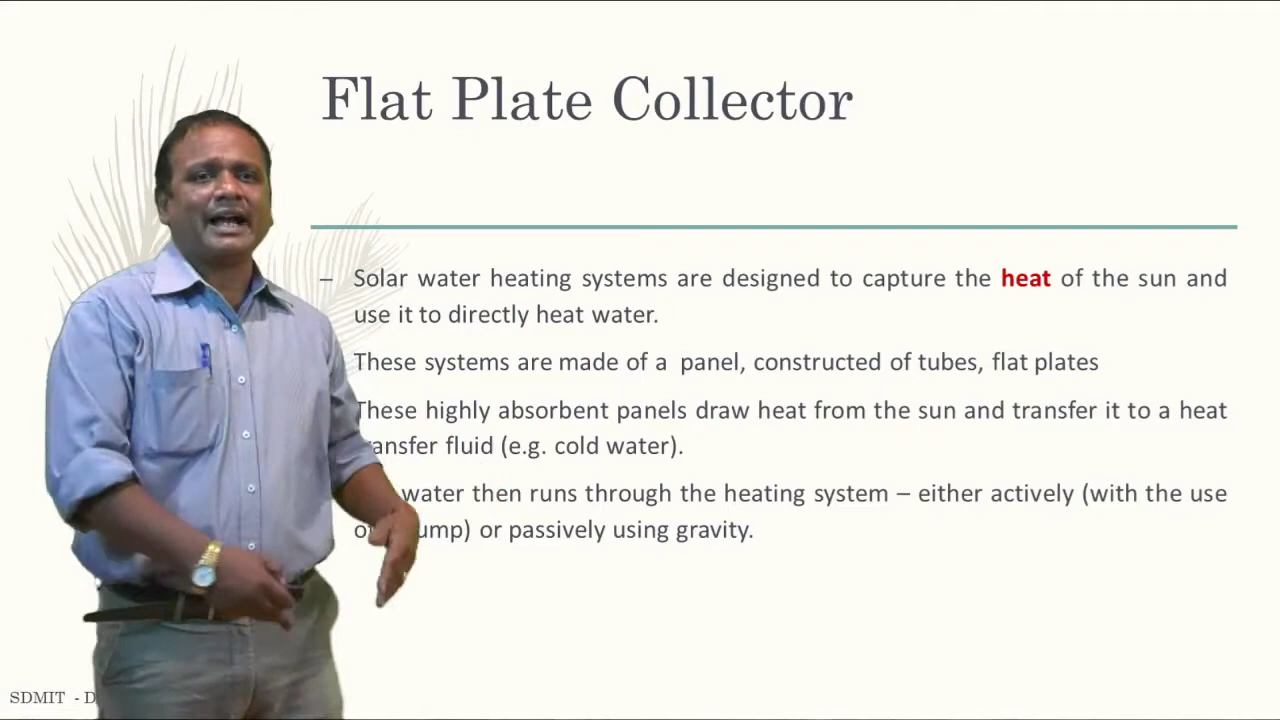 Flat Plate Collector
– Solar water heating systems are designed to capture the heat of the sun and
use it to directly heat water.
These systems are made of a panel, constructed of tubes, flat plates
These highly absorbent panels draw heat from the sun and transfer it to a heat
fluid (e.g. cold water).
water then runs through the heating system – either actively (with the use
or passively using gravity.
SDMIT - D